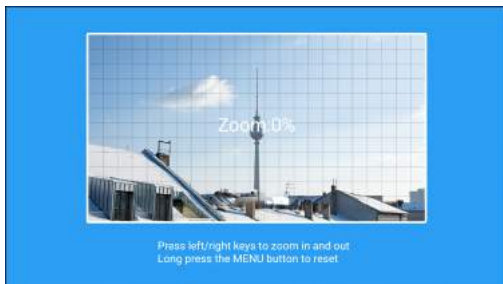 Zoom:0%
Press left/right keys to zoom in and out
Long press the MENU button to reset